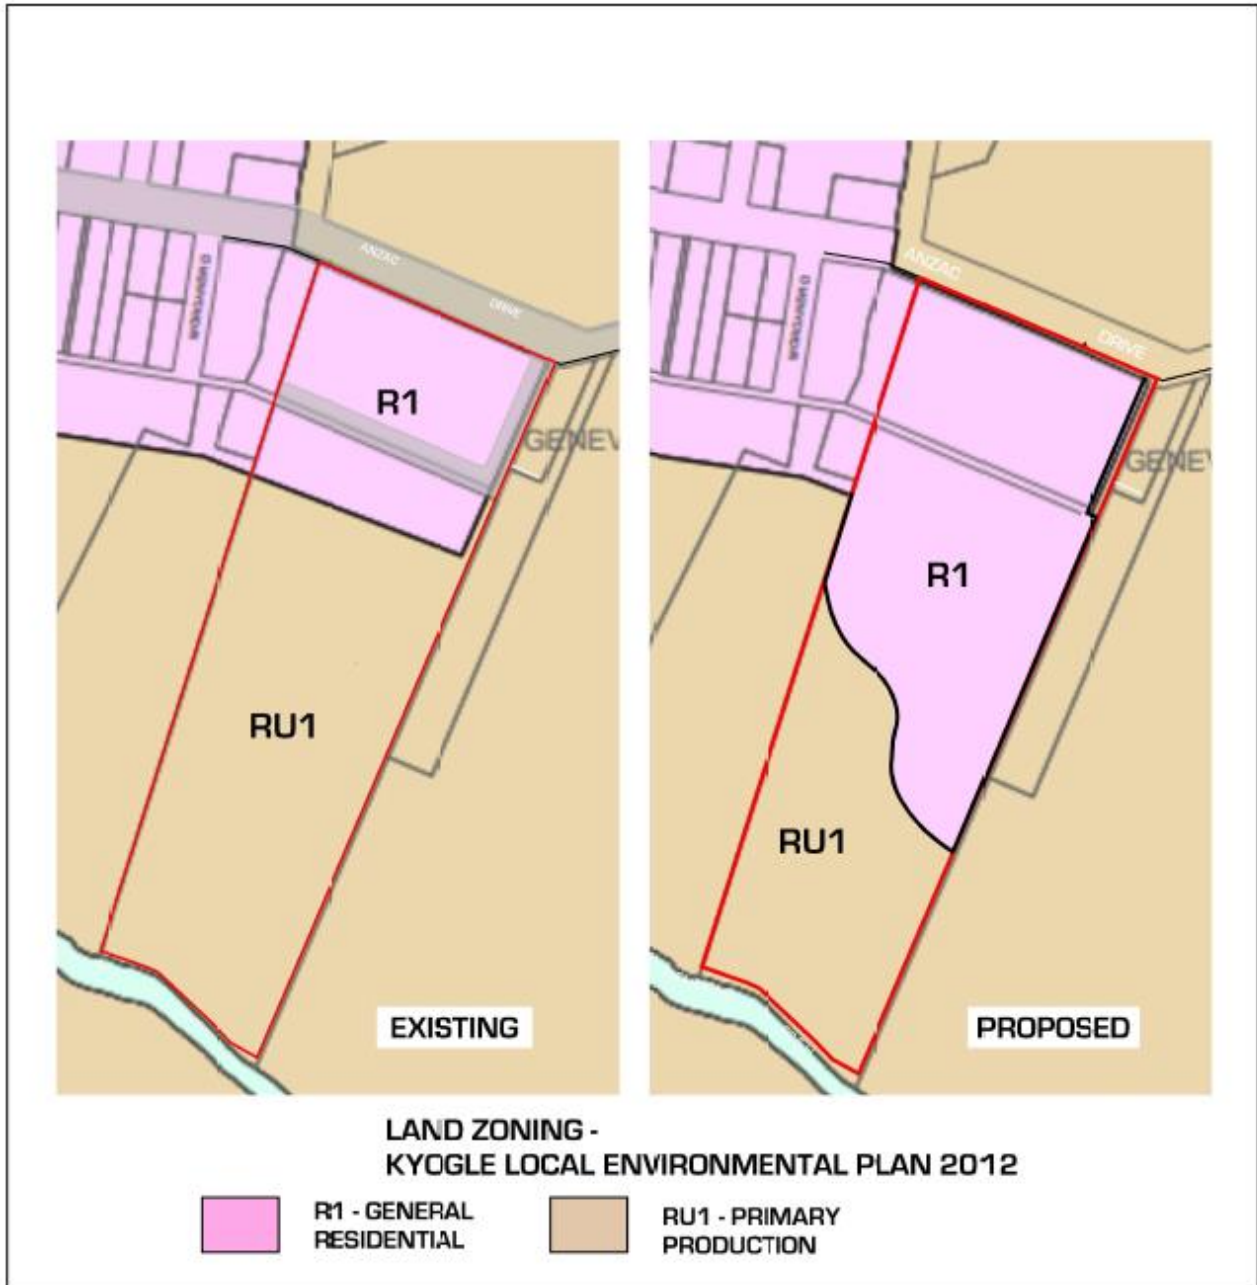 ANZAC
DRIVE
R1
GENEV
RU1
EXISTING
ANZAC
DRIVE
GENEV
R1
RU1
PROPOSED
LAND ZONING -
KYOGLE LOCAL ENVIRONMENTAL PLAN 2012
R1 - GENERAL
RESIDENTIAL
RU1 - PRIMARY
PRODUCTION